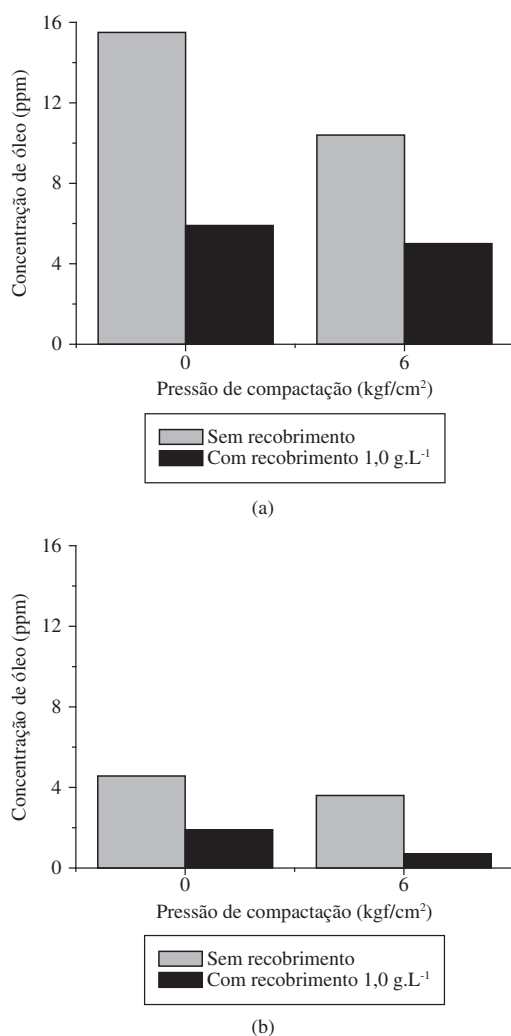 16
12
8
4
0
Concentração de óleo (ppm)
0 6
Pressão de compactação (kgf/cm²)
Sem recobrimento
Com recobrimento 1,0 g.L⁻¹
(a)
16
12
8
4
0
Concentração de óleo (ppm)
0 6
Pressão de compactação (kgf/cm²)
Sem recobrimento
Com recobrimento 1,0 g.L⁻¹
(b)